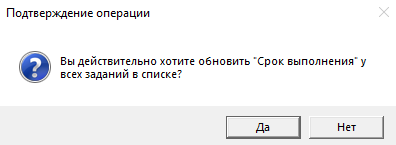 Подтверждение операции
Вы действительно хотите обновить "Срок выполнения" у
всех заданий в списке?
Да
Нет